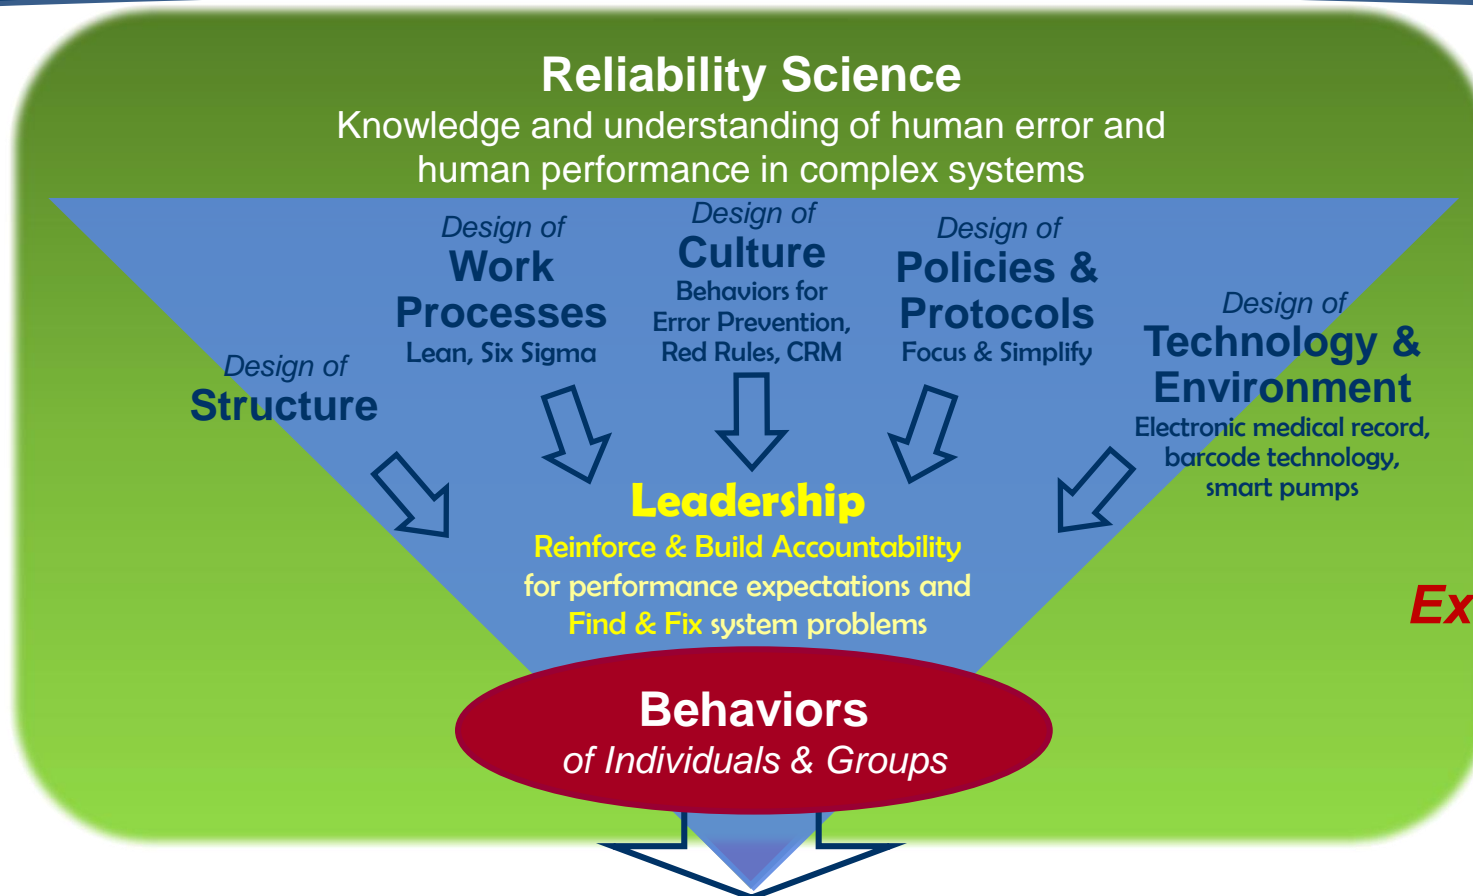 Reliability Science
Knowledge and understanding of human error and
human performance in complex systems
Design of
Structure
Design of
Work
Processes
Lean, Six Sigma
Design of
Culture
Behaviors for
Error Prevention,
Red Rules, CRM
Design of
Policies &
Protocols
Focus & Simplify
Design of
Technology &
Environment
Electronic medical record,
barcode technology,
smart pumps
Leadership
Reinforce & Build Accountability
for performance expectations and
Find & Fix system problems
Ex
Behaviors
of Individuals & Groups